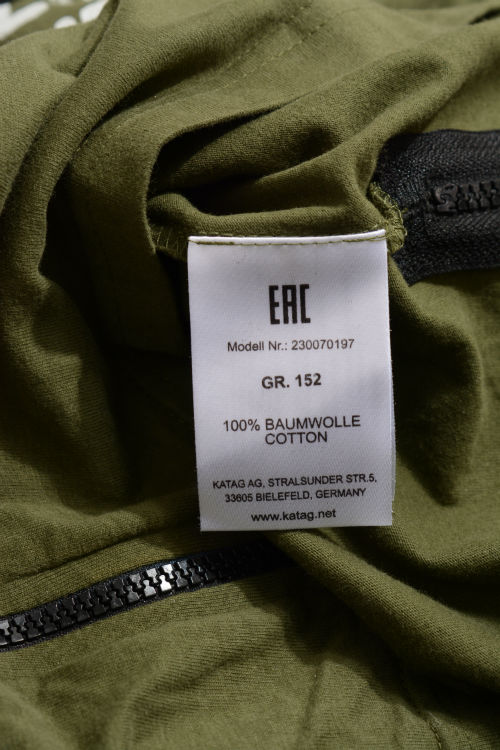 EAC
Modell Nr.: 230070197
GR. 152
100% BAUMWOLLE
COTTON
KATAG AG, STRALSUNDER STR.5,
33605 BIELEFELD, GERMANY
www.katag.net